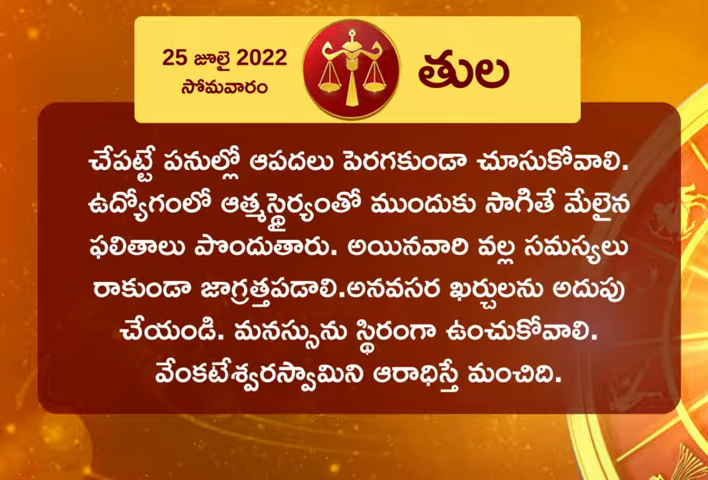 25 జూలై 2022
సోమవారం
తుల
చేపట్టే పనుల్లో ఆపదలు పెరగకుండా చూసుకోవాలి.
ఉద్యోగంలో ఆత్మస్థైర్యంతో ముందుకు సాగితే మేలైన
ఫలితాలు పొందుతారు. అయినవారి వల్ల సమస్యలు
రాకుండా జాగ్రత్తపడాలి.అనవసర ఖర్చులను అదుపు
చేయండి. మనస్సును స్థిరంగా ఉంచుకోవాలి.
వేంకటేశ్వరస్వామిని ఆరాధిస్తే మంచిది.